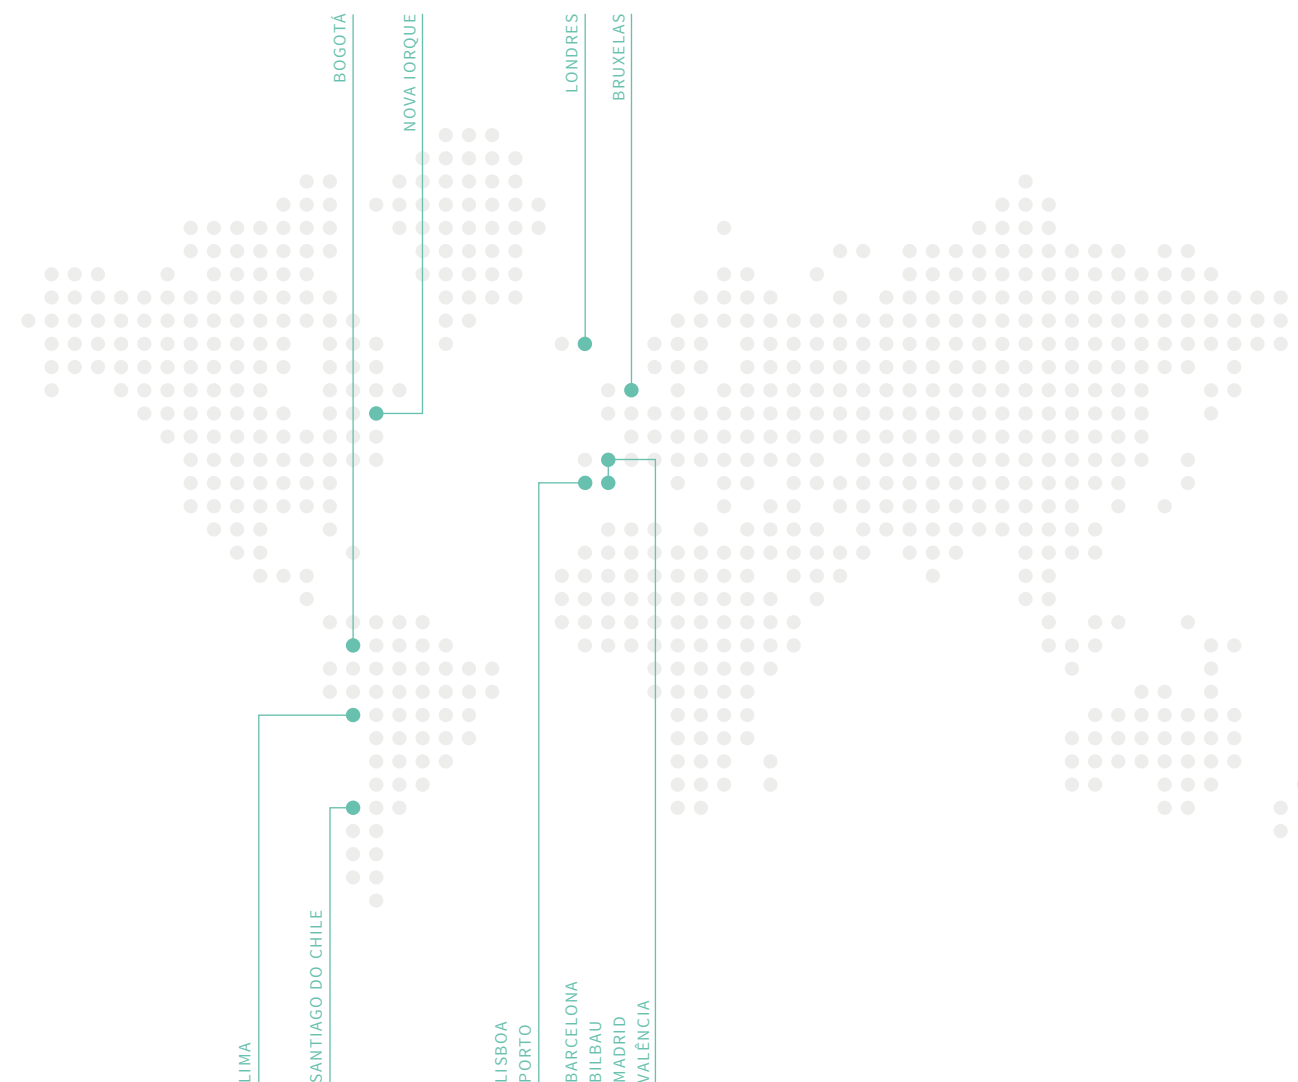 BOGOTÁ
NOVA IORQUE
LONDRES
BRUXELAS
LIMA
SANTIAGO DO CHILE
LISBOA
PORTO
BARCELONA
BILBAU
MADRID
VALÊNCIA